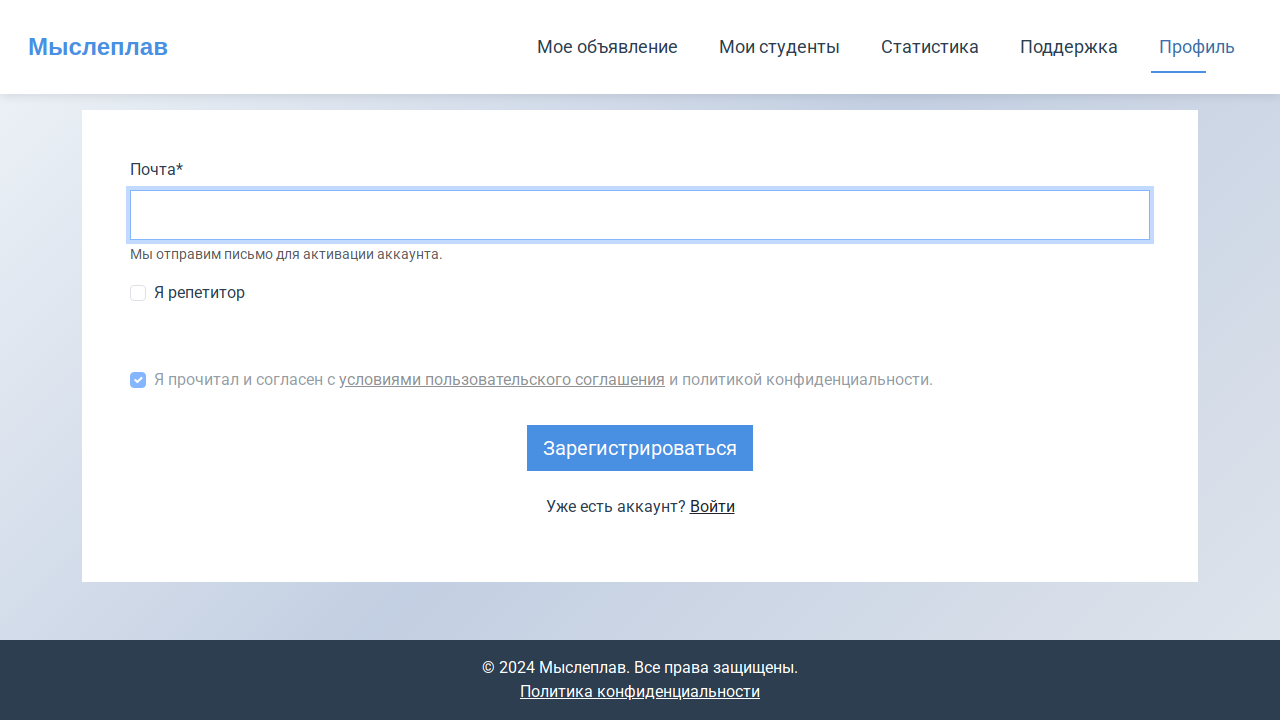 Мыслеплав
Мое объявление
Мои студенты
Статистика
Поддержка
Профиль
Почта*
Мы отправим письмо для активации аккаунта.
Я репетитор
Я прочитал и согласен с условиями пользовательского соглашения и политикой конфиденциальности.
Зарегистрироваться
Уже есть аккаунт? Войти
© 2024 Мыслеплав. Все права защищены.
Политика конфиденциальности